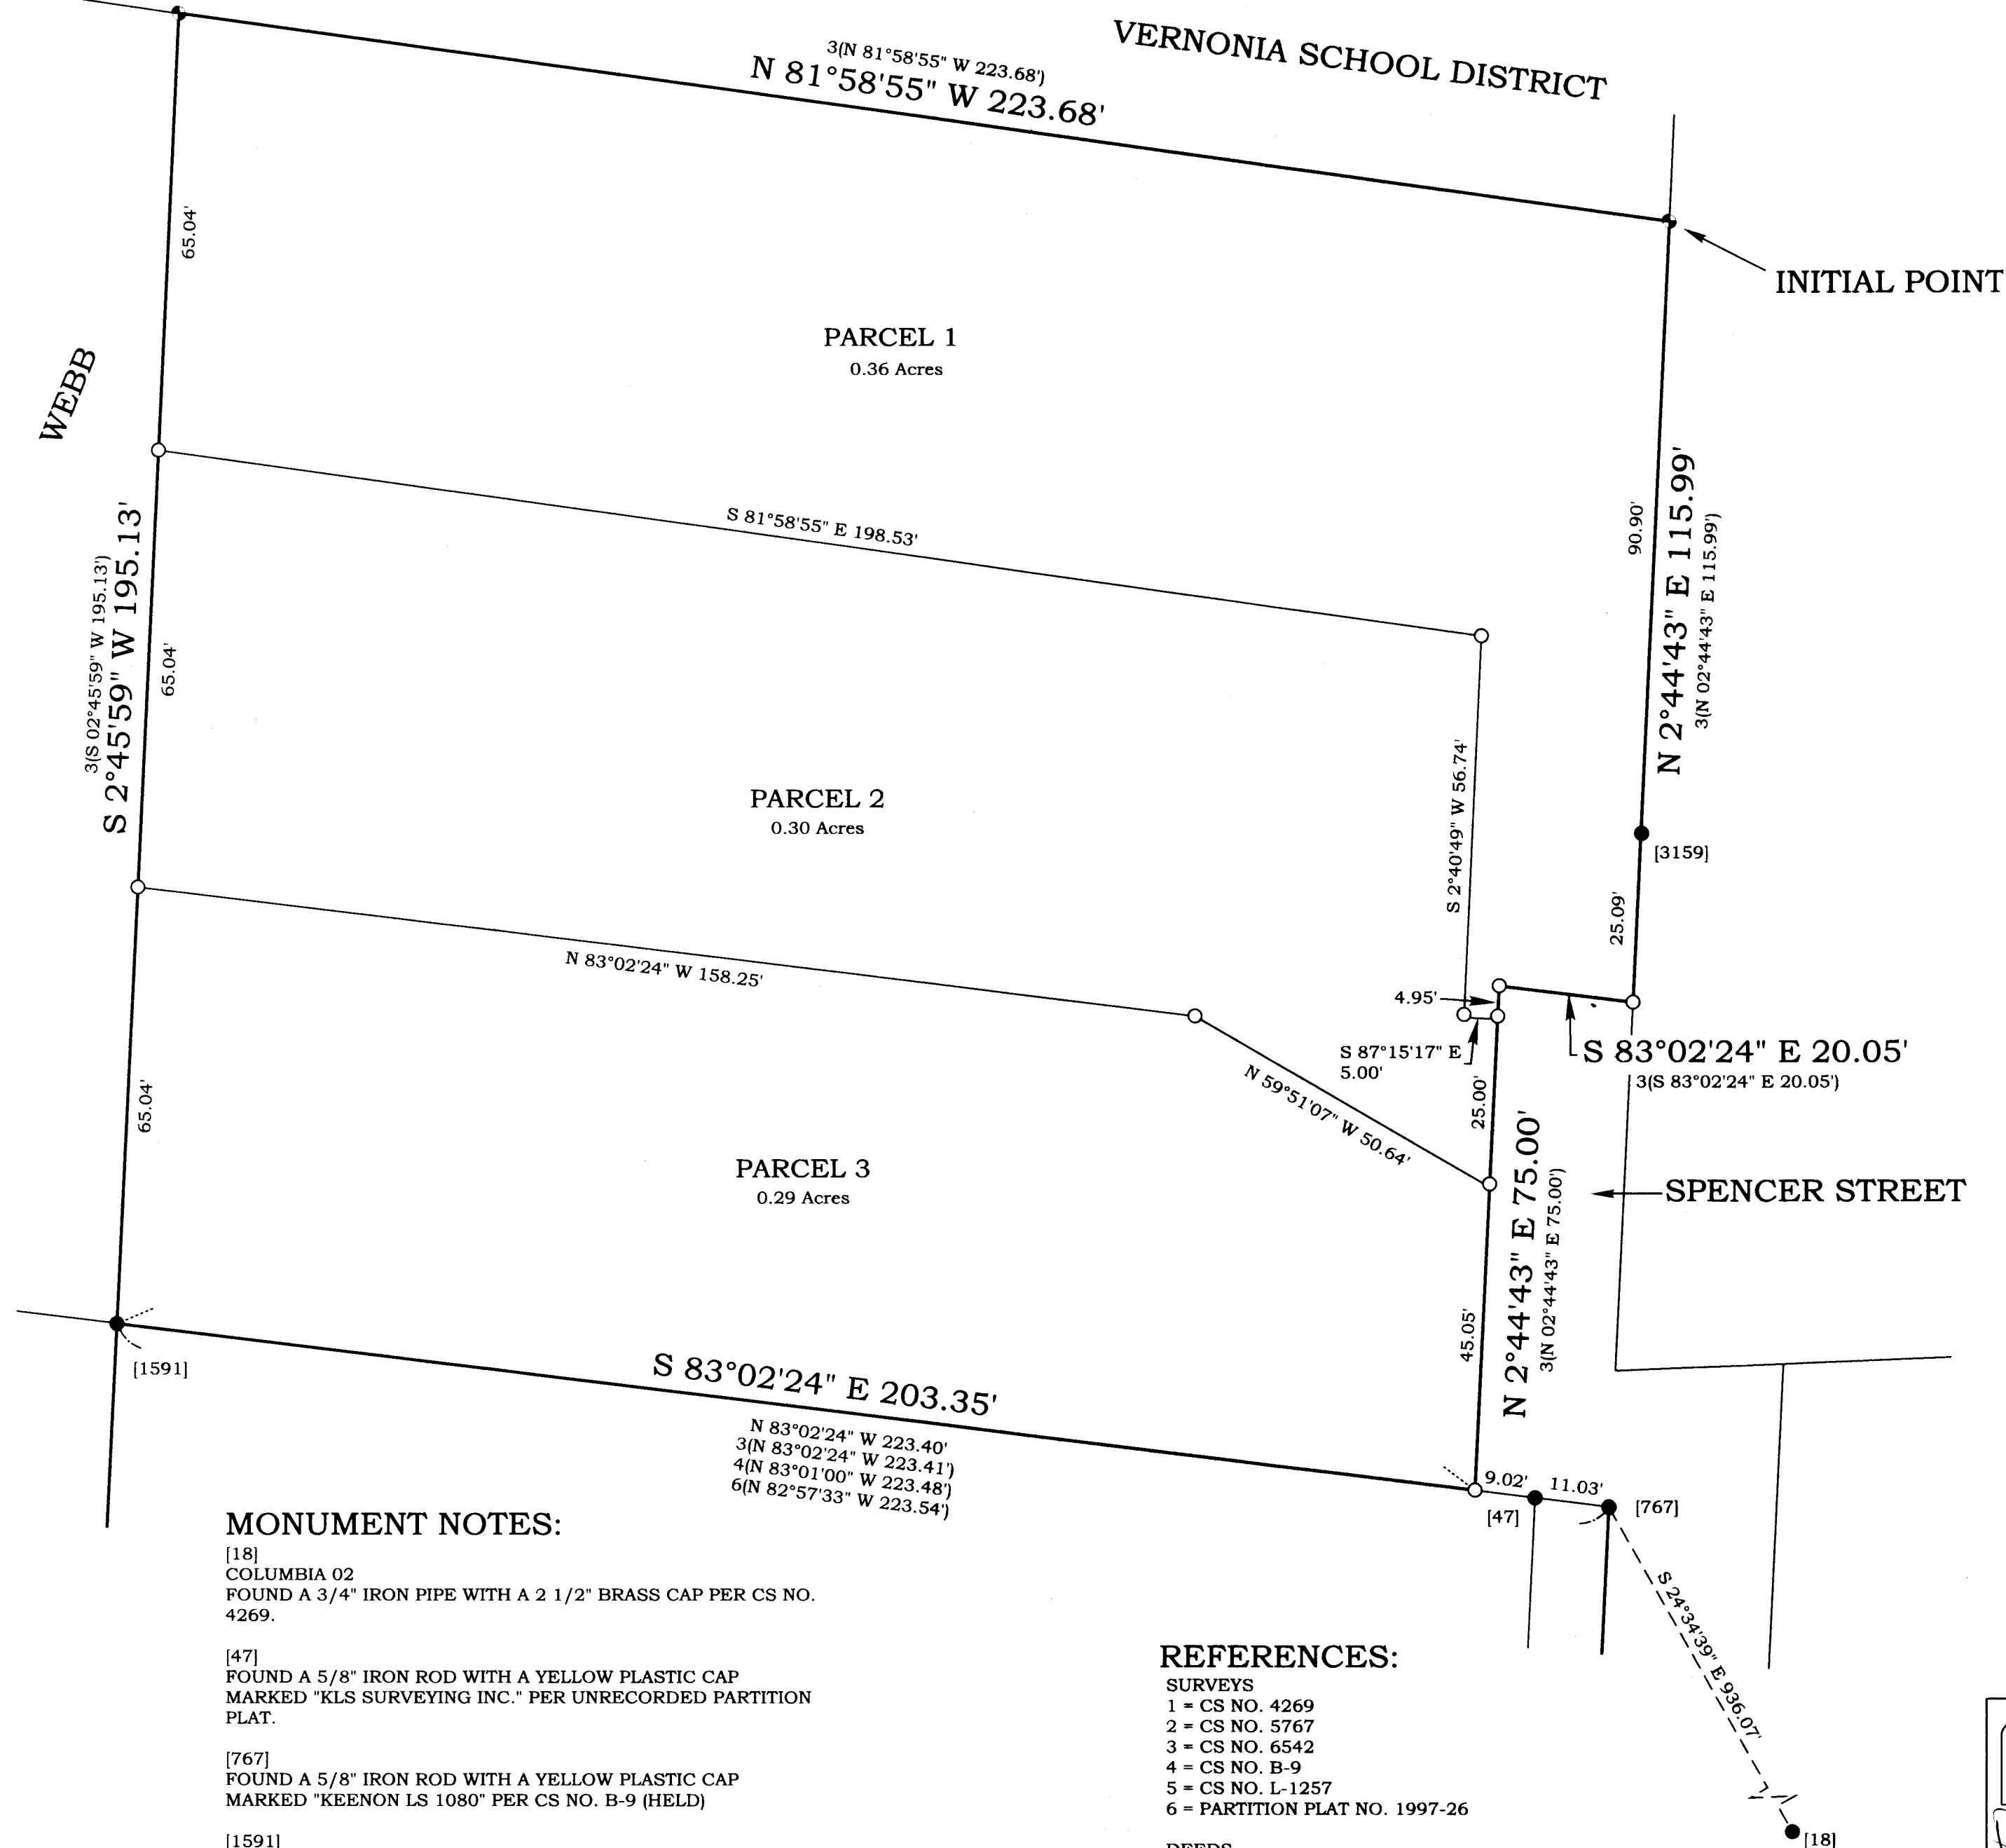 VERNONIA SCHOOL DISTRICT
3(N 81°58'55" W 223.68')
N 81°58'55" W 223.68'
INITIAL POINT
65.04'
PARCEL 1
0.36 Acres
WEBB
S 81°58'55" E 198.53'
90.90'
N 2°44'43" E 115.99'
3(N 02°44'43" E 115.99')
3(S 02°45'59" W 195.13')
S 2°45'59" W 195.13'
65.04'
PARCEL 2
0.30 Acres
S 2°40'49" W 56.74'
[3159]
25.09'
N 83°02'24" W 158.25'
4.95'
S 87°15'17" E
5.00'
S 83°02'24" E 20.05'
3(S 83°02'24" E 20.05')
N 59°51'07" W 50.64'
25.00'
65.04'
PARCEL 3
0.29 Acres
SPENCER STREET
N 2°44'43" E 75.00'
3(N 02°44'43" E 75.00')
45.05'
[1591]
S 83°02'24" E 203.35'
N 83°02'24" W 223.40'
3(N 83°02'24" W 223.41')
4(N 83°01'00" W 223.48')
6(N 82°57'33" W 223.54')
9.02'
11.03'
[47]
[767]
S 24°34'39" E 936.07'
[18]
MONUMENT NOTES:
[18]
COLUMBIA 02
FOUND A 3/4" IRON PIPE WITH A 2 1/2" BRASS CAP PER CS NO.
4269.
[47]
FOUND A 5/8" IRON ROD WITH A YELLOW PLASTIC CAP
MARKED "KLS SURVEYING INC." PER UNRECORDED PARTITION
PLAT.
[767]
FOUND A 5/8" IRON ROD WITH A YELLOW PLASTIC CAP
MARKED "KEENON LS 1080" PER CS NO. B-9 (HELD)
[1591]
REFERENCES:
SURVEYS
1 = CS NO. 4269
2 = CS NO. 5767
3 = CS NO. 6542
4 = CS NO. B-9
5 = CS NO. L-1257
6 = PARTITION PLAT NO. 1997-26
DEEDS